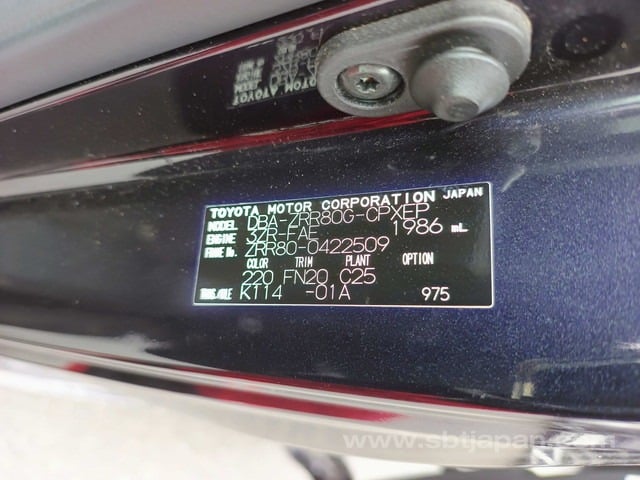 TOYOTA MOTOR CORPORATION JAPAN
MODEL DBA-ZRR80G-CPXEP
ENGINE 3ZR-FAE 1986 mL
FRAME No. ZRR80-0422509
COLOR TRIM PLANT OPTION
220 FN20 C25
TRANS./AXLE K114 -01A 975
www.sbtjapan.com